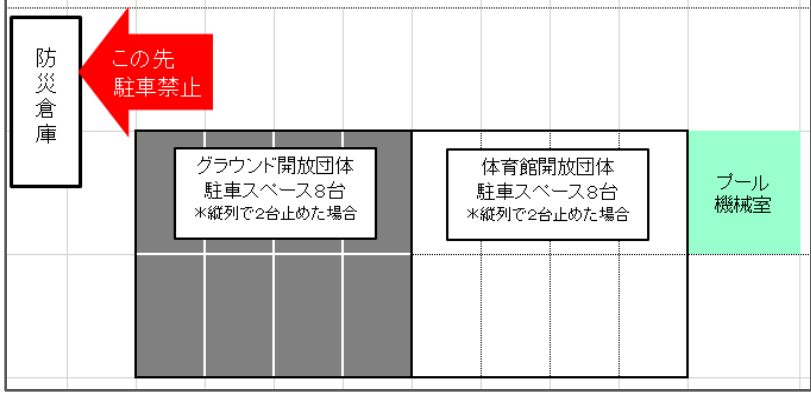 防災倉庫
この先
駐車禁止
グラウンド開放団体
駐車スペース8台
*縦列で2台止めた場合
体育館開放団体
駐車スペース8台
*縦列で2台止めた場合
プール
機械室